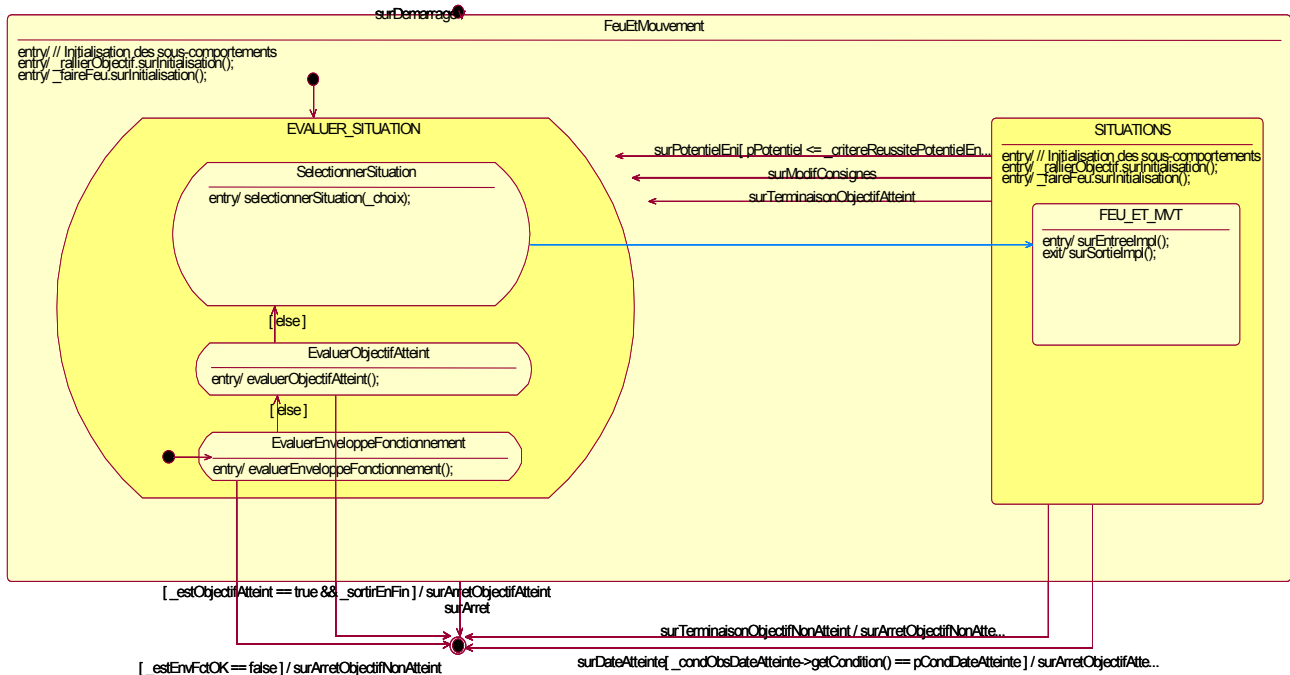 surDemarrage
FeuEtMouvement
entry/ // Initialisation des sous-comportements
entry/ _rallierObjectif.surInitialisation();
entry/ _faireFeu.surInitialisation();
EVALUER_SITUATION
SelectionnerSituation
entry/ selectionnerSituation(_choix);
[ else ]
EvaluerObjectifAtteint
entry/ evaluerObjectifAtteint();
[ else ]
EvaluerEnveloppeFonctionnement
entry/ evaluerEnveloppeFonctionnement();
surPotentielEni[ pPotentiel <= _critereReussitePotentielEn...
surModifConsignes
surTerminaisonObjectifAtteint
SITUATIONS
entry/ // Initialisation des sous-comportements
entry/ _rallierObjectif.surInitialisation();
entry/ _faireFeu.surInitialisation();
FEU_ET_MVT
entry/ surEntreeImpl();
exit/ surSortieImpl();
[ _estObjectifAtteint == true && _sortirEnFin ] / surArretObjectifAtteint
surArret
surTerminaisonObjectifNonAtteint / surArretObjectifNonAtte...
[ _estEnvFctOK == false ] / surArretObjectifNonAtteint
surDateAtteinte[ _condObsDateAtteinte->getCondition() == pCondDateAtteinte ] / surArretObjectifAtte...